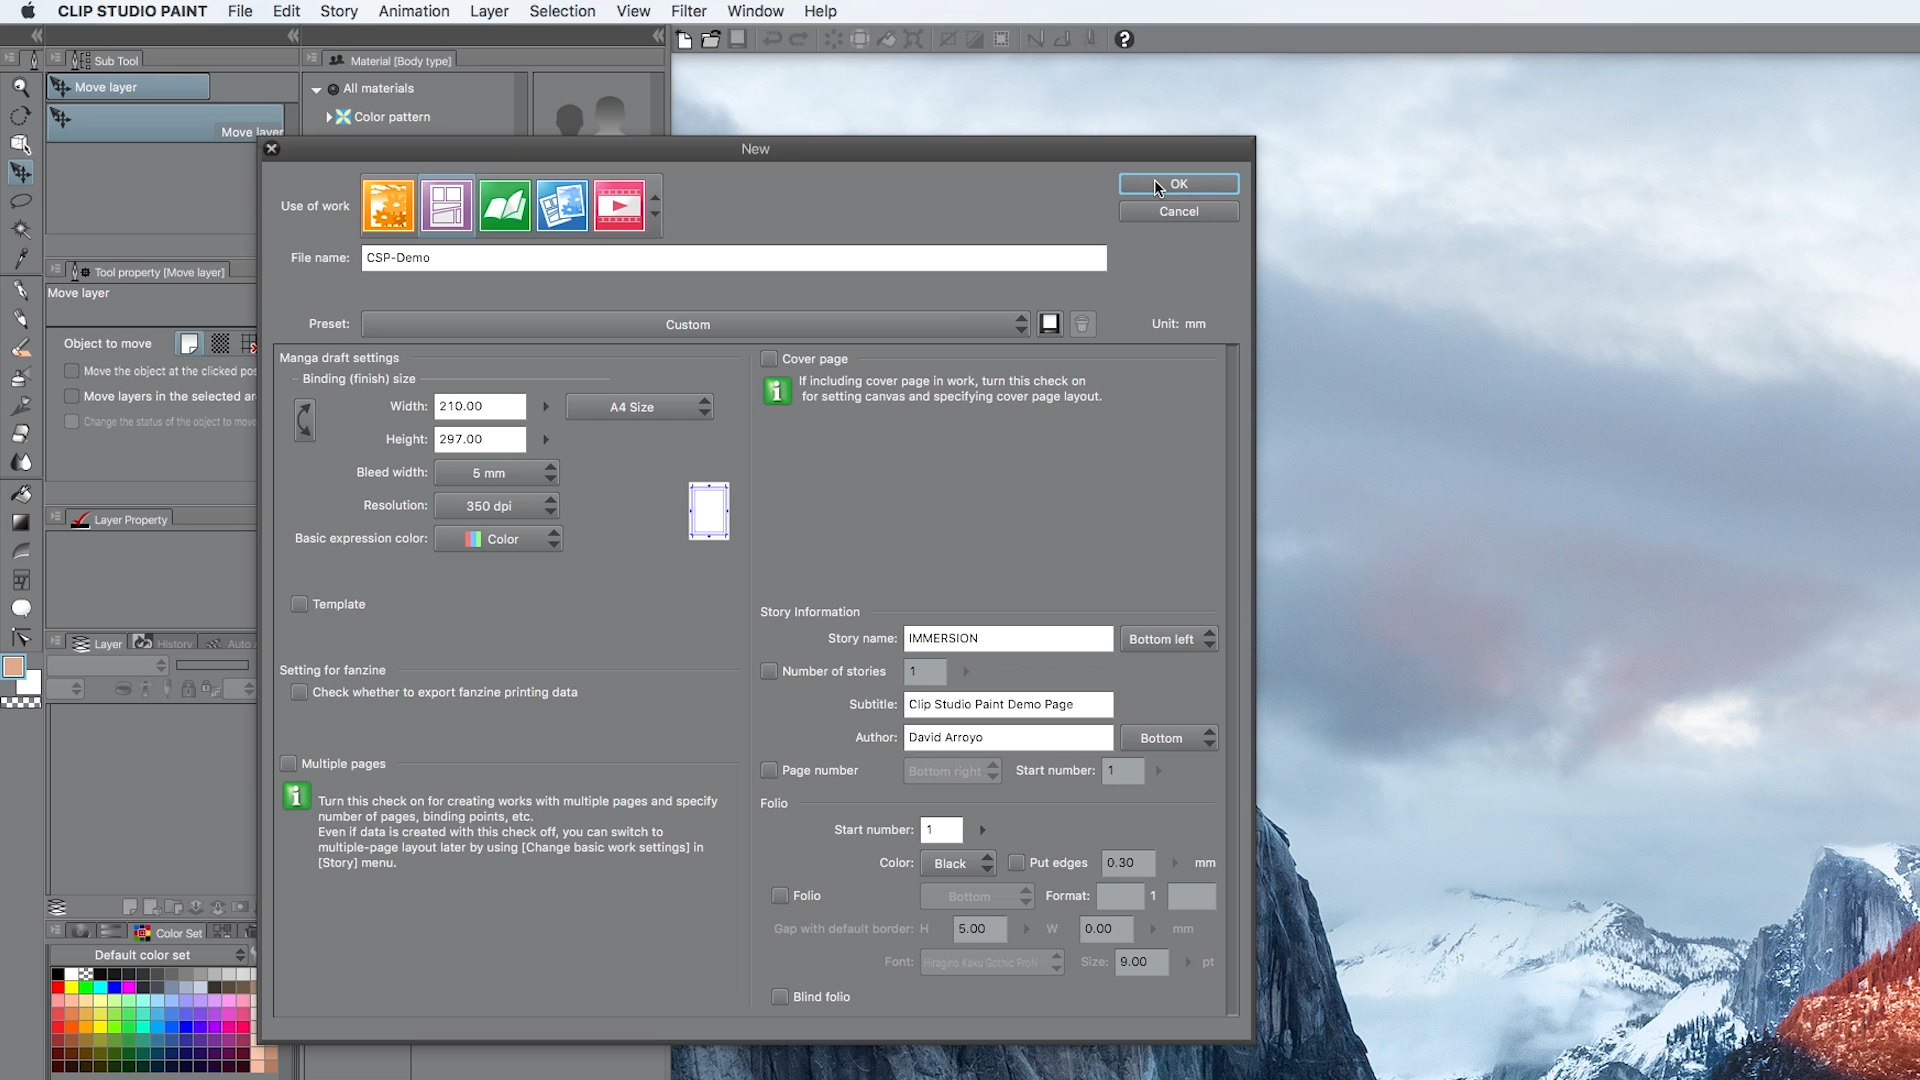 CLIP STUDIO PAINT File Edit Story Animation Layer Selection View Filter Window Help
Sub Tool
Material [Body type]
Move layer
All materials
Color pattern
Move layer
New
Use of work
OK
Cancel
File name: CSP-Demo
Tool property [Move layer]
Move layer
Preset: Custom Unit: mm
Object to move
Move the object at the clicked pos
Move layers in the selected ar
Change the status of the object to move
Manga draft settings
Binding (finish) size
Width: 210.00 A4 Size
Height: 297.00
Bleed width: 5 mm
Resolution: 350 dpi
Basic expression color: Color
Template
Setting for fanzine
Check whether to export fanzine printing data
Multiple pages
Turn this check on for creating works with multiple pages and specify
number of pages, binding points, etc.
Even if data is created with this check off, you can switch to
multiple-page layout later by using [Change basic work settings] in
[Story] menu.
Cover page
If including cover page in work, turn this check on
for setting canvas and specifying cover page layout.
Story Information
Story name: IMMERSION Bottom left
Number of stories 1
Subtitle: Clip Studio Paint Demo Page
Author: David Arroyo Bottom
Page number Bottom right Start number: 1
Folio
Start number: 1
Color: Black Put edges 0.30 mm
Folio Bottom Format: 1
Gap with default border: H 5.00 W 0.00 mm
Font: Hiragino Kaku Gothic ProN Size: 9.00 pt
Blind folio
Layer Property
Layer History Auto
Color Set
Default color set